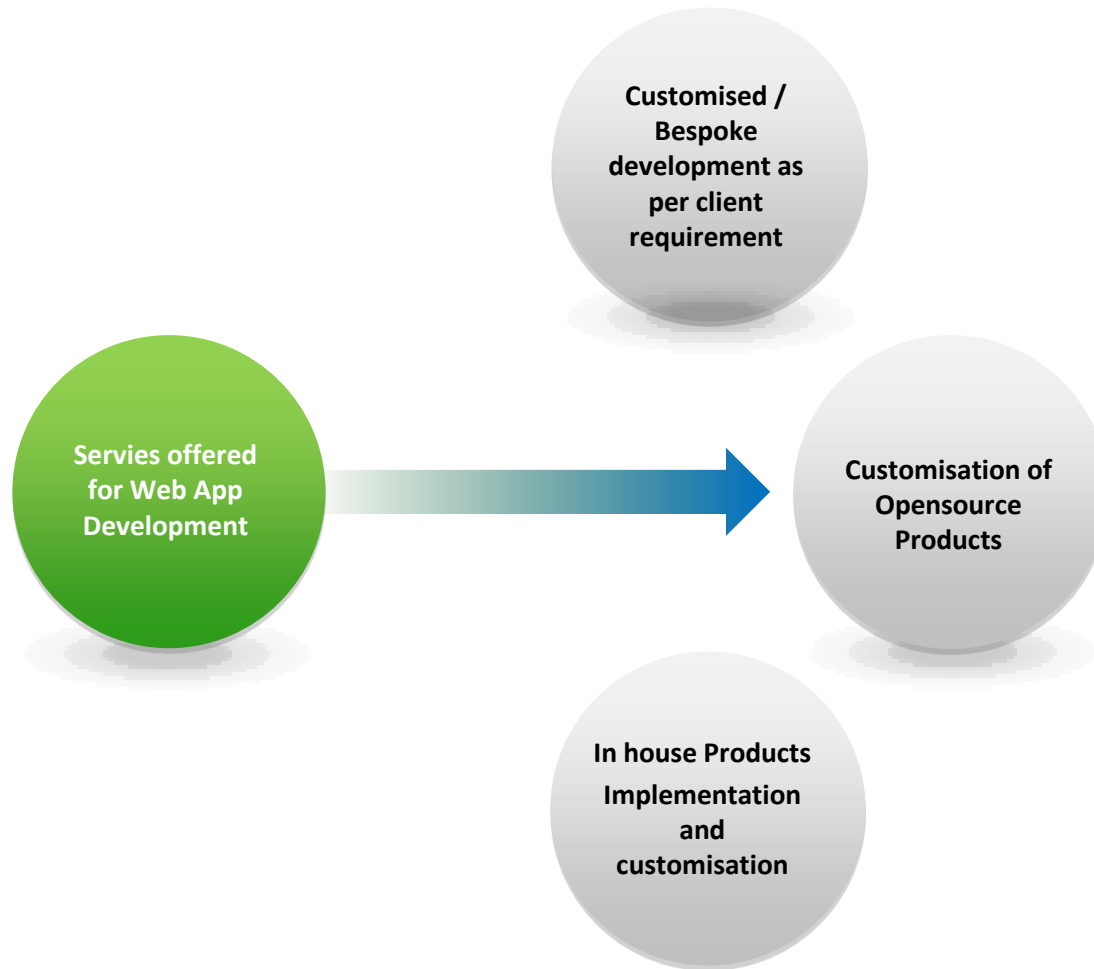 Customised /
Bespoke
development as
per client
requirement
Servies offered
for Web App
Development
Customisation of
Opensource
Products
In house Products
Implementation
and
customisation